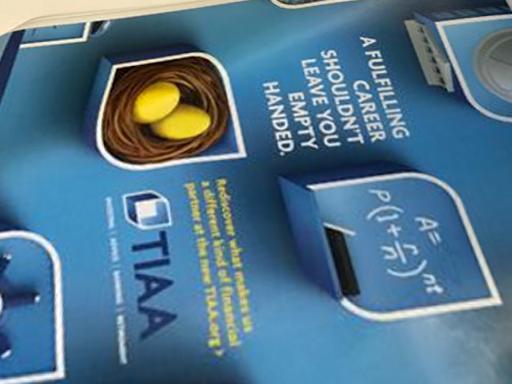 A FULFILLING
CAREER
SHOULDN'T
LEAVE YOU
EMPTY
HANDED.
Rediscover what makes us
a different kind of financial
partner at the new TIAA.org >
TIAA
A=
P(1+r/n)nt